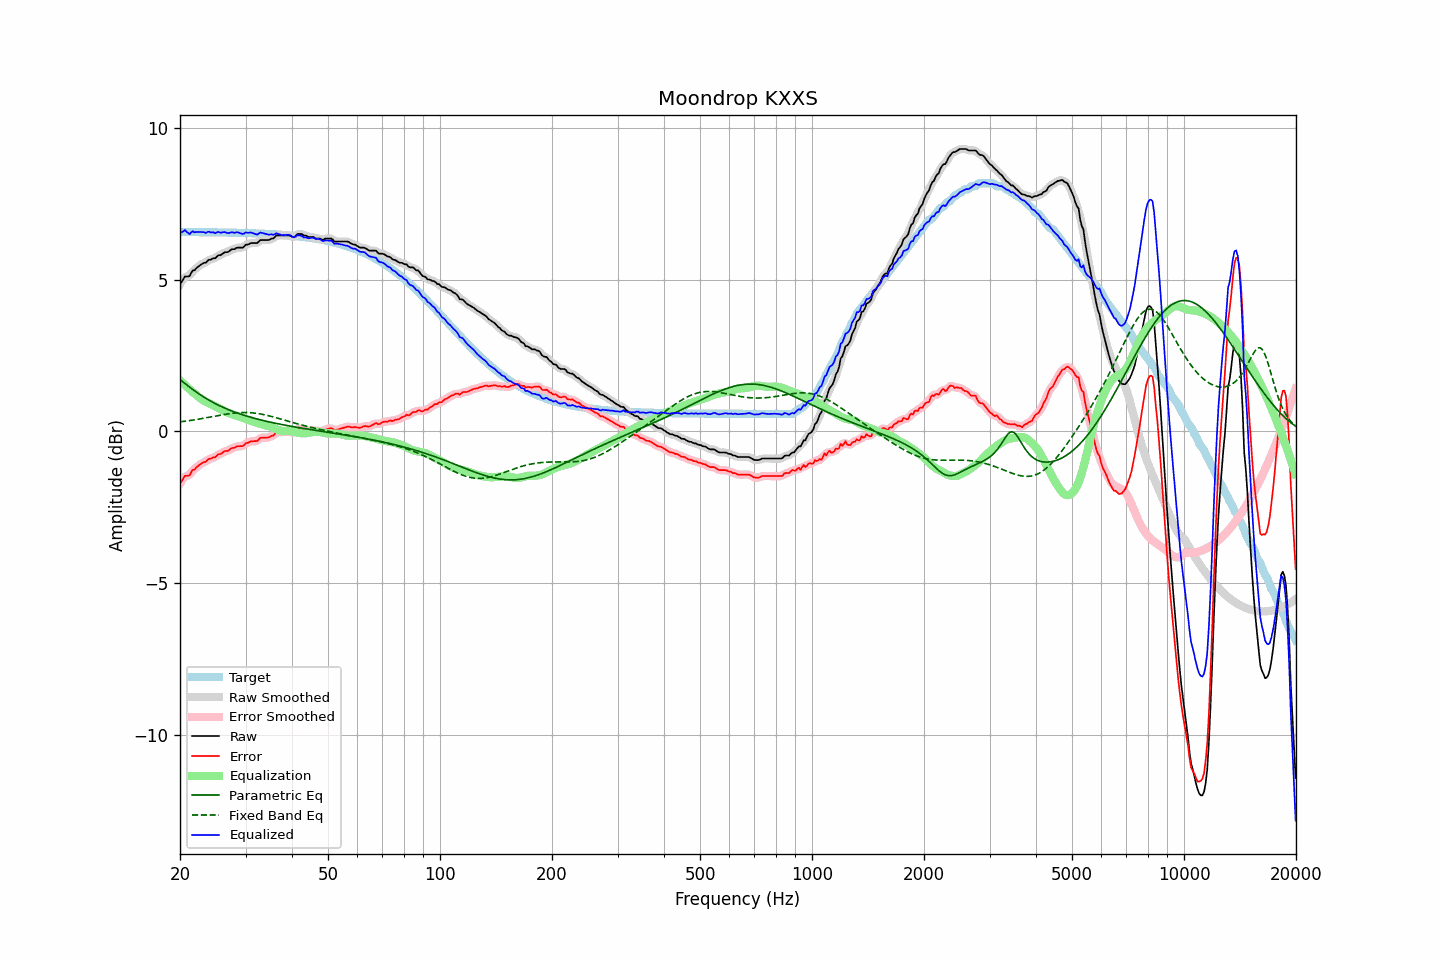 Moondrop KXXS
10
5
0
−5
−10
Amplitude (dBr)
20
50
100
200
500
1000
2000
5000
10000
20000
Frequency (Hz)
Target
Raw Smoothed
Error Smoothed
Raw
Error
Equalization
Parametric Eq
Fixed Band Eq
Equalized